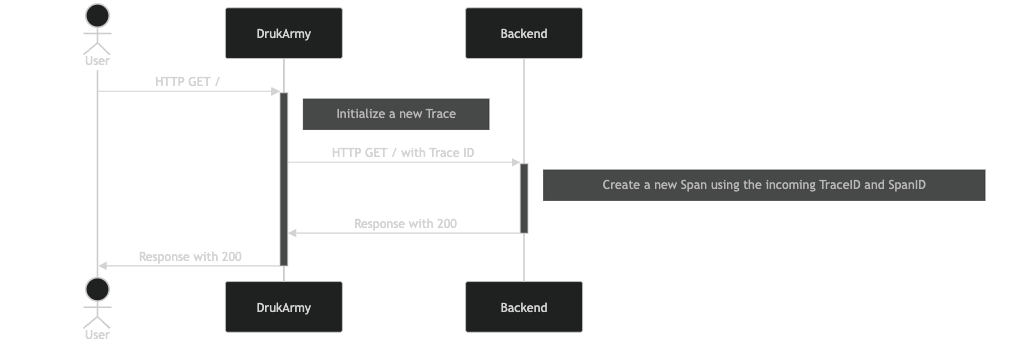 DrukArmy
Backend
User
HTTP GET /
Initialize a new Trace
HTTP GET / with Trace ID
Create a new Span using the incoming TraceID and SpanID
Response with 200
Response with 200
DrukArmy
Backend
User